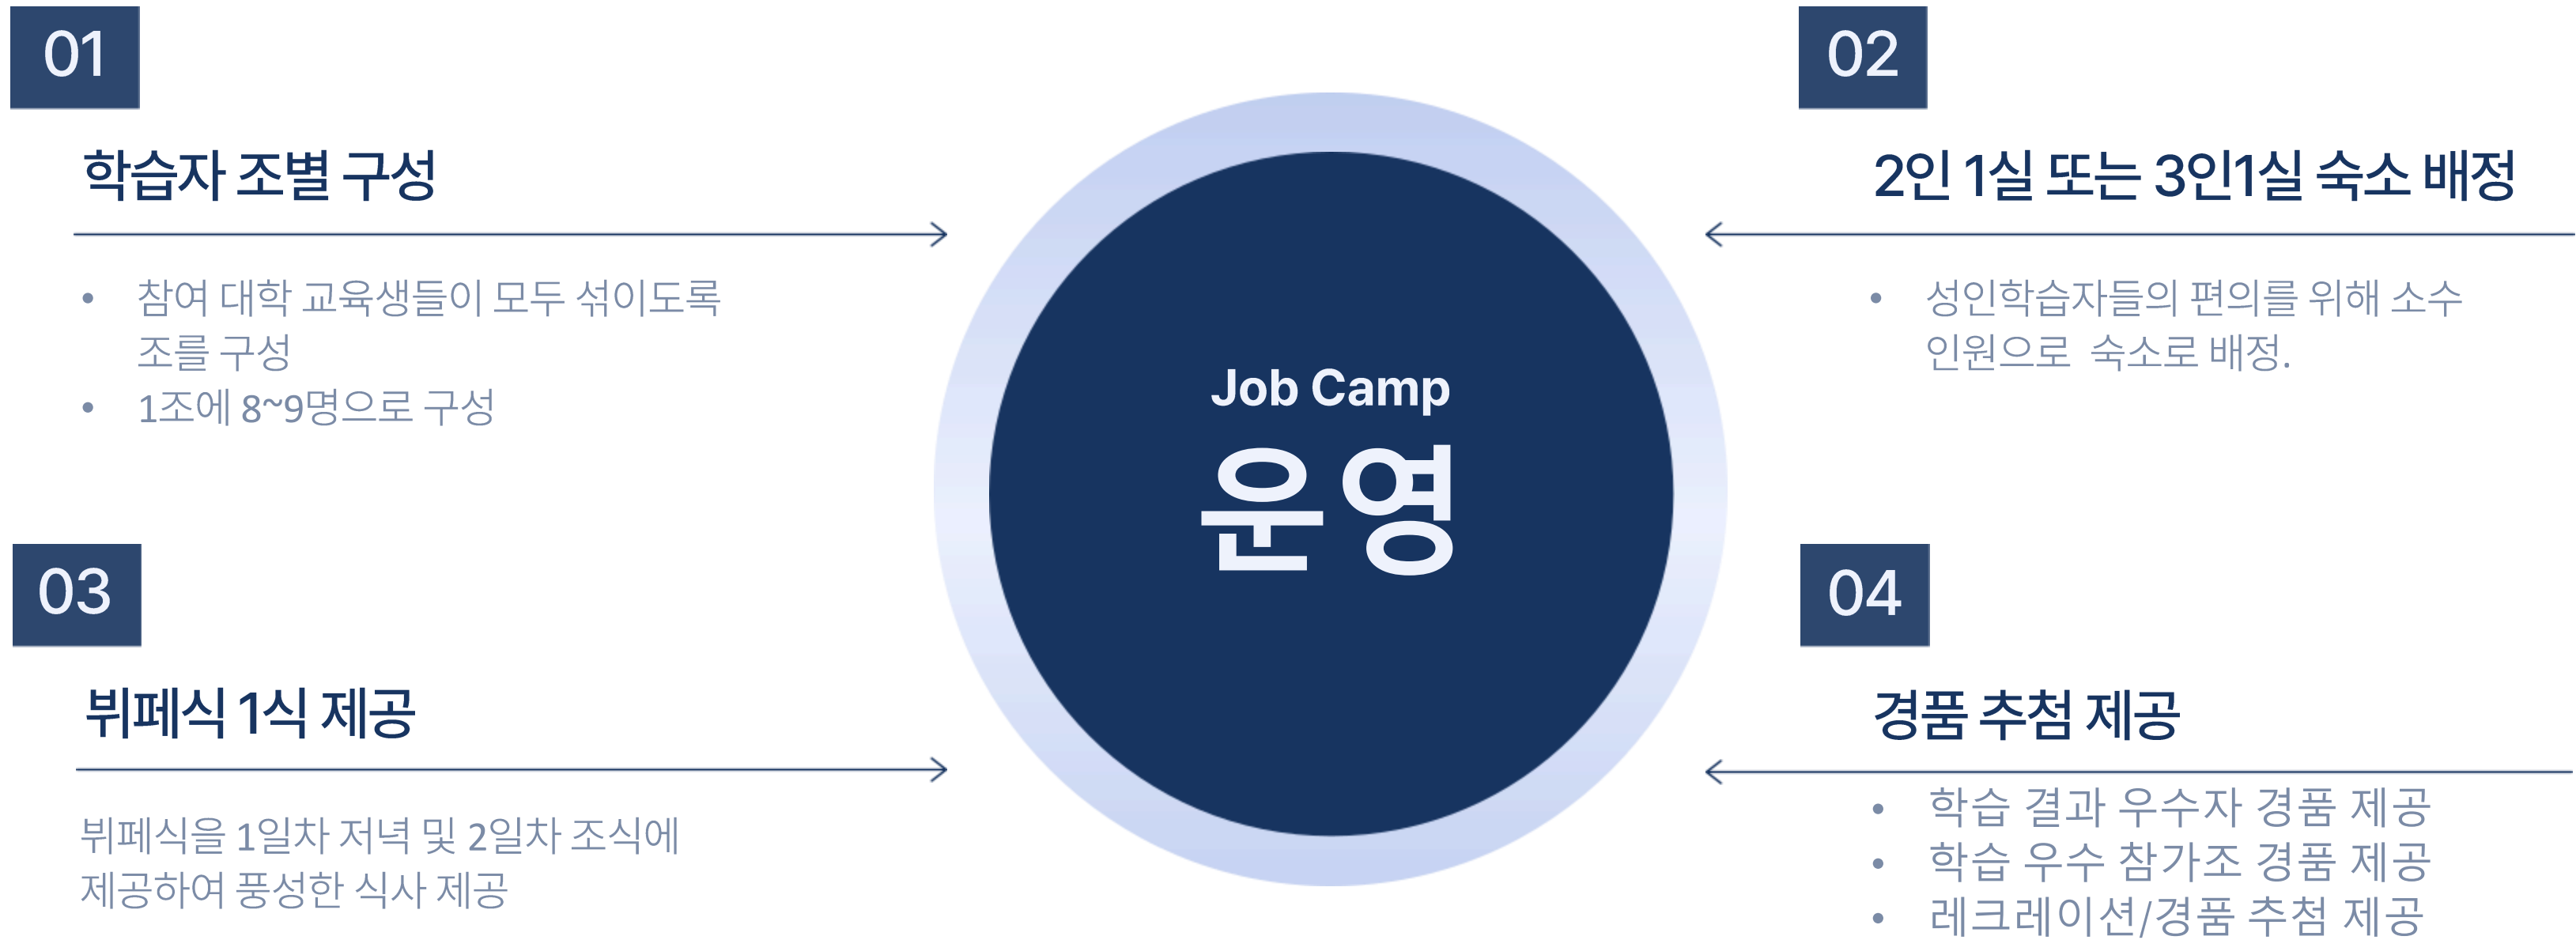 01
학습자 조별 구성
• 참여 대학 교육생들이 모두 섞이도록
조를 구성
• 1조에 8~9명으로 구성
02
2인 1실 또는 3인1실 숙소 배정
• 성인학습자들의 편의를 위해 소수
인원으로 숙소로 배정.
Job Camp
운영
03
뷔페식 1식 제공
뷔페식을 1일차 저녁 및 2일차 조식에
제공하여 풍성한 식사 제공
04
경품 추첨 제공
• 학습 결과 우수자 경품 제공
• 학습 우수 참가조 경품 제공
• 레크레이션/경품 추첨 제공